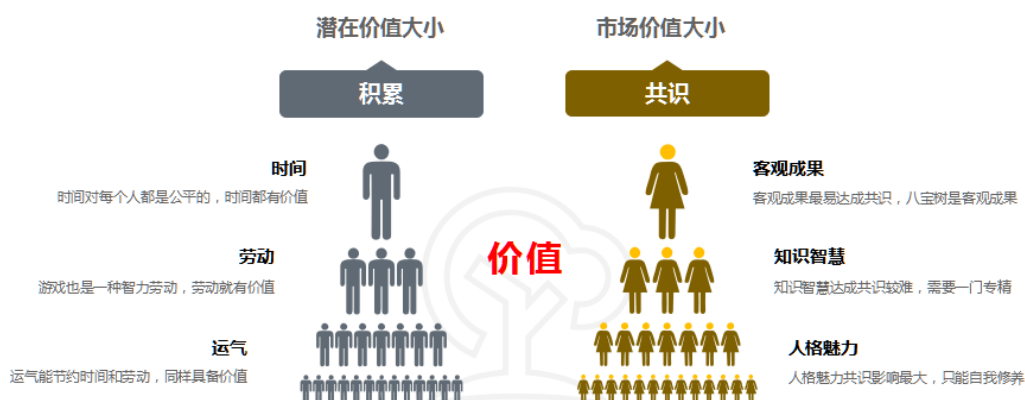 潜在价值大小
市场价值大小
积累
共识
时间
时间对每个人都是公平的，时间都有价值
客观成果
客观成果最易达成共识，八宝树是客观成果
价值
劳动
游戏也是一种智力劳动，劳动就有价值
知识智慧
知识智慧达成共识较难，需要一门专精
运气
运气能节约时间和劳动，同样具备价值
人格魅力
人格魅力共识影响最大，只能自我修养